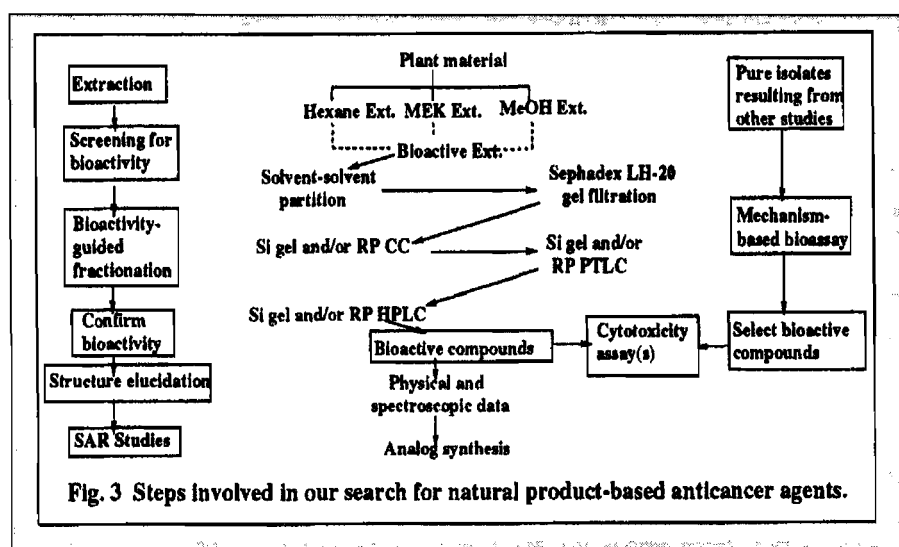 Extraction
Screening for
bioactivity
Bioactivity-
guided
fractionation
Confirm
bioactivity
Structure elucidation
SAR Studies
Plant material
Hexane Ext. MEK Ext. MeOH Ext.
Bioactive Ext.
Solvent-solvent
partition
Sephadex LH-20
gel filtration
Si gel and/or RP CC
Si gel and/or
RP PTLC
Si gel and/or RP HPLC
Bioactive compounds
Physical and
spectroscopic data
Analog synthesis
Cytotoxicity
assay(s)
Pure isolates
resulting from
other studies
Mechanism-
based bioassay
Select bioactive
compounds
Fig. 3 Steps involved in our search for natural product-based anticancer agents.